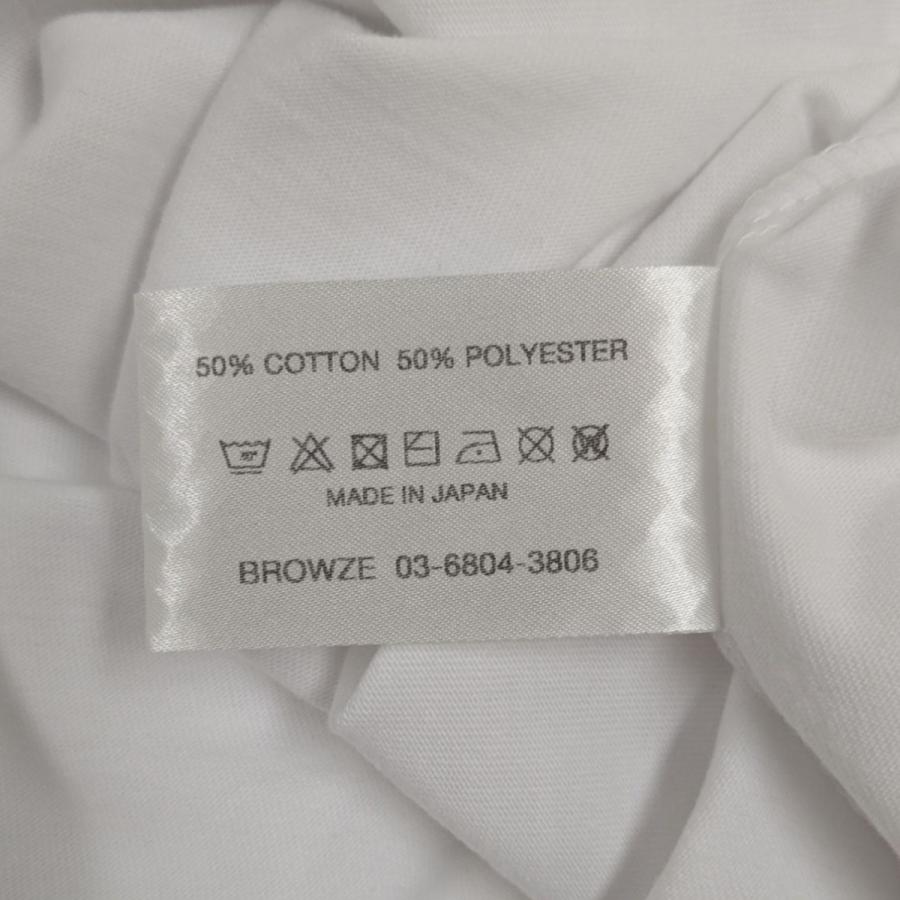 50% COTTON 50% POLYESTER
MADE IN JAPAN
BROWZE 03-6804-3806